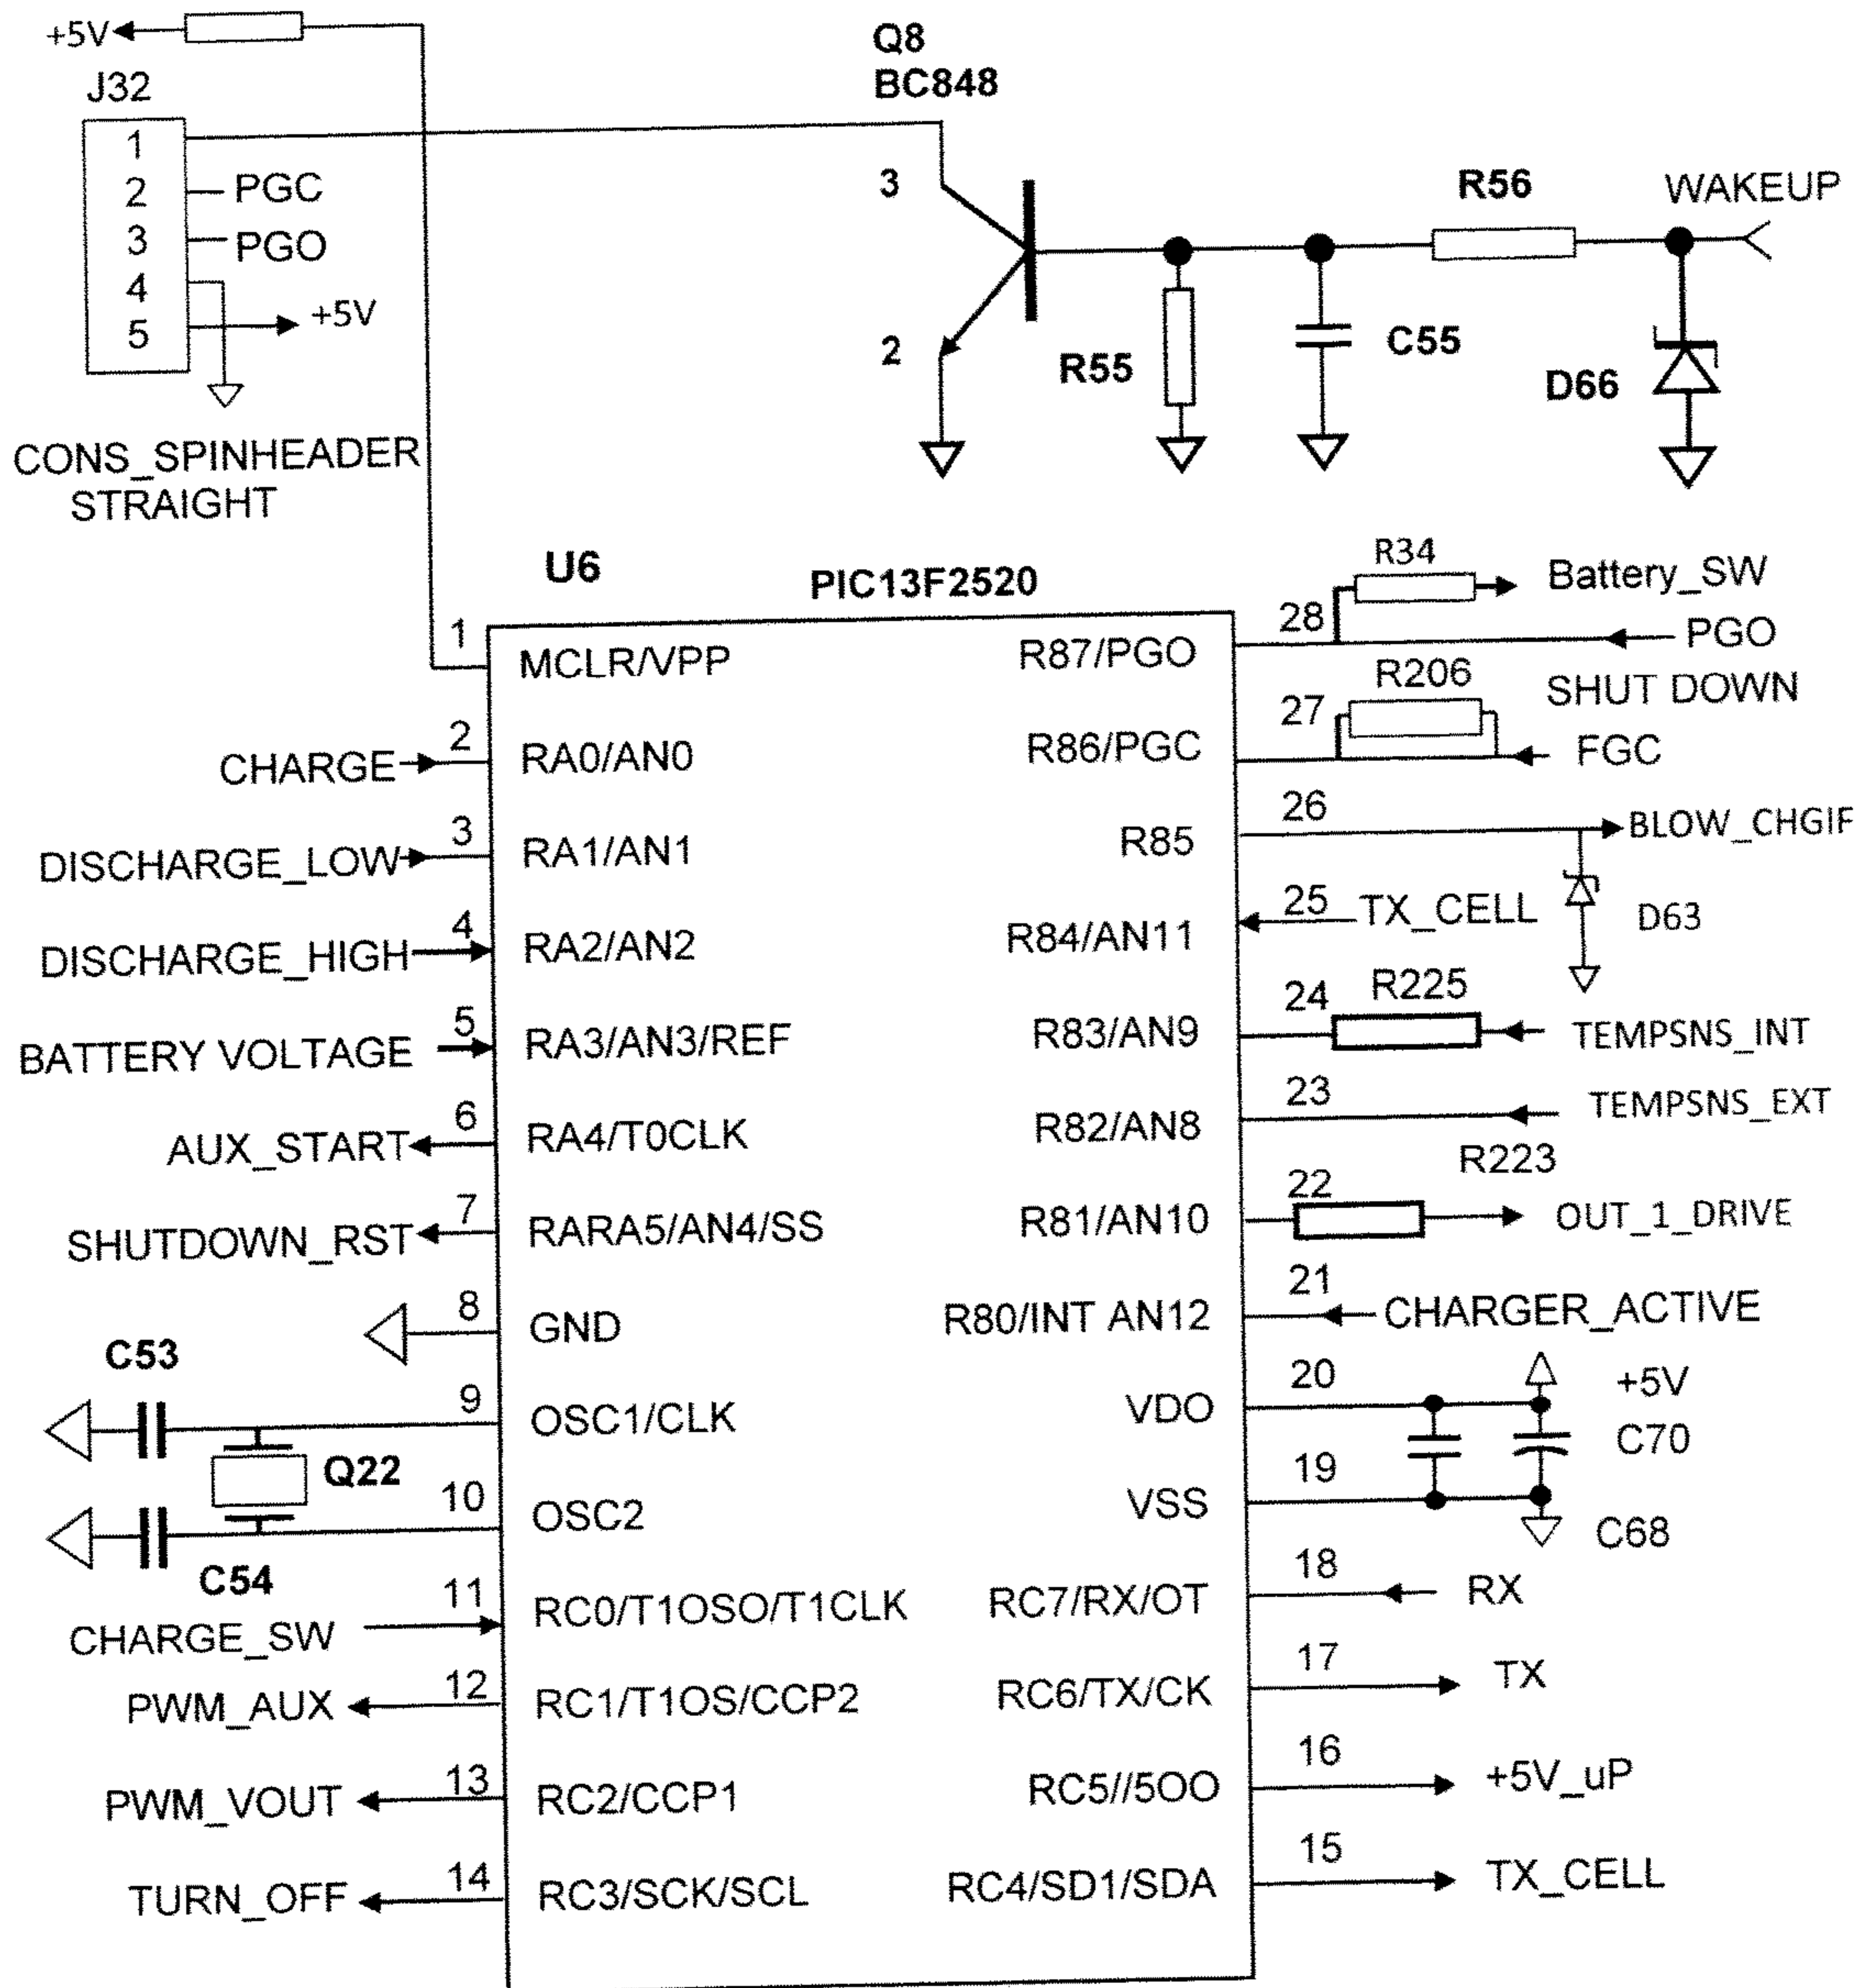 +5V
J32
1
2
PGC
3
PGO
4
5
+5V
CONS_SPINHEADER
STRAIGHT
Q8
BC848
3
2
R55
C55
R56
WAKEUP
D66
U6
PIC13F2520
1
MCLR/VPP
CHARGE
2
RA0/AN0
DISCHARGE_LOW
3
RA1/AN1
DISCHARGE_HIGH
4
RA2/AN2
BATTERY VOLTAGE
5
RA3/AN3/REF
AUX_START
6
RA4/T0CLK
SHUTDOWN_RST
7
RARA5/AN4/SS
8
GND
C53
9
OSC1/CLK
Q22
10
OSC2
C54
CHARGE_SW
11
RC0/T1OSO/T1CLK
PWM_AUX
12
RC1/T1OS/CCP2
PWM_VOUT
13
RC2/CCP1
TURN_OFF
14
RC3/SCK/SCL
R87/PGO
28
R34
Battery_SW
PGO
R86/PGC
27
R206
SHUT DOWN
FGC
R85
26
BLOW_CHGIF
D63
R84/AN11
25
TX_CELL
R83/AN9
24
R225
TEMPSNS_INT
R82/AN8
23
TEMPSNS_EXT
R223
R81/AN10
22
OUT_1_DRIVE
R80/INT AN12
21
CHARGER_ACTIVE
VDO
20
+5V
C70
VSS
19
C68
RC7/RX/OT
18
RX
RC6/TX/CK
17
TX
RC5//5OO
16
+5V_uP
RC4/SD1/SDA
15
TX_CELL